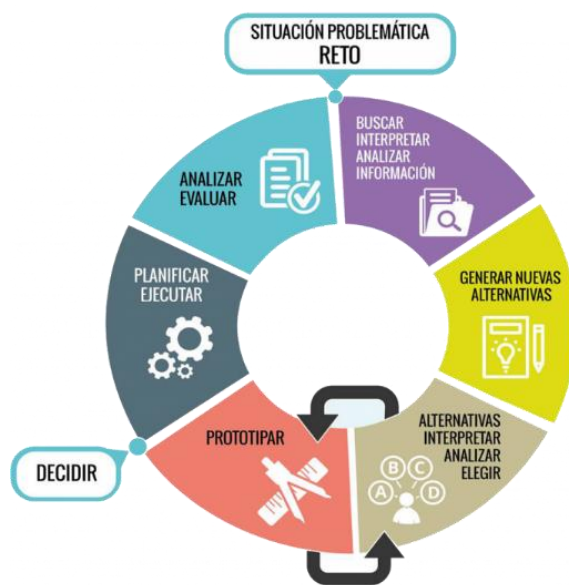 SITUACIÓN PROBLEMÁTICA
RETO
BUSCAR
INTERPRETAR
ANALIZAR
INFORMACIÓN
GENERAR NUEVAS
ALTERNATIVAS
ALTERNATIVAS
INTERPRETAR
ANALIZAR
ELEGIR
A
B
C
D
PROTOTIPAR
DECIDIR
PLANIFICAR
EJECUTAR
ANALIZAR
EVALUAR